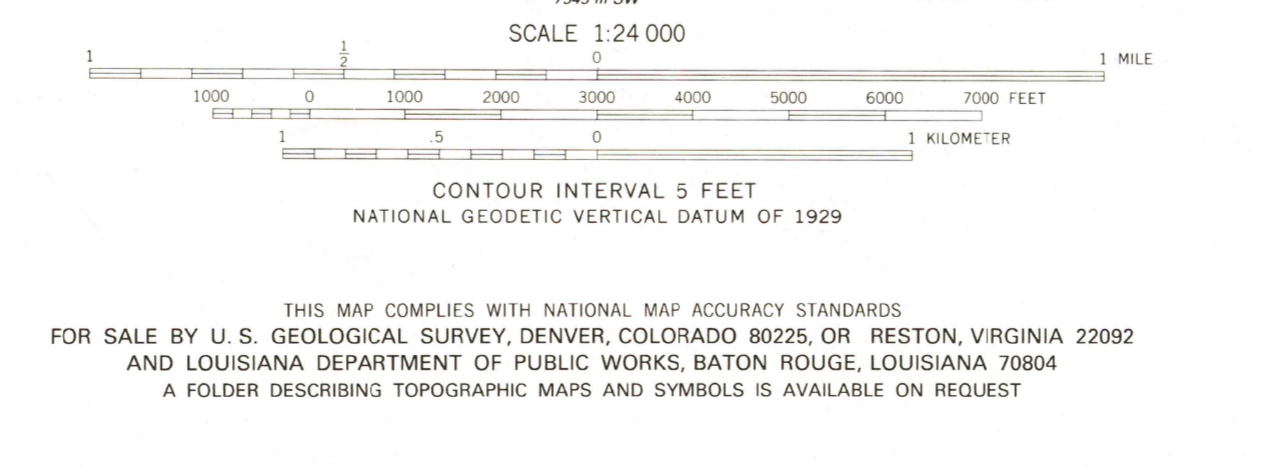 SCALE 1:24 000
1 1/2 0 1 MILE
1000 0 1000 2000 3000 4000 5000 6000 7000 FEET
1 .5 0 1 KILOMETER
CONTOUR INTERVAL 5 FEET
NATIONAL GEODETIC VERTICAL DATUM OF 1929
THIS MAP COMPLIES WITH NATIONAL MAP ACCURACY STANDARDS
FOR SALE BY U. S. GEOLOGICAL SURVEY, DENVER, COLORADO 80225, OR RESTON, VIRGINIA 22092
AND LOUISIANA DEPARTMENT OF PUBLIC WORKS, BATON ROUGE, LOUISIANA 70804
A FOLDER DESCRIBING TOPOGRAPHIC MAPS AND SYMBOLS IS AVAILABLE ON REQUEST